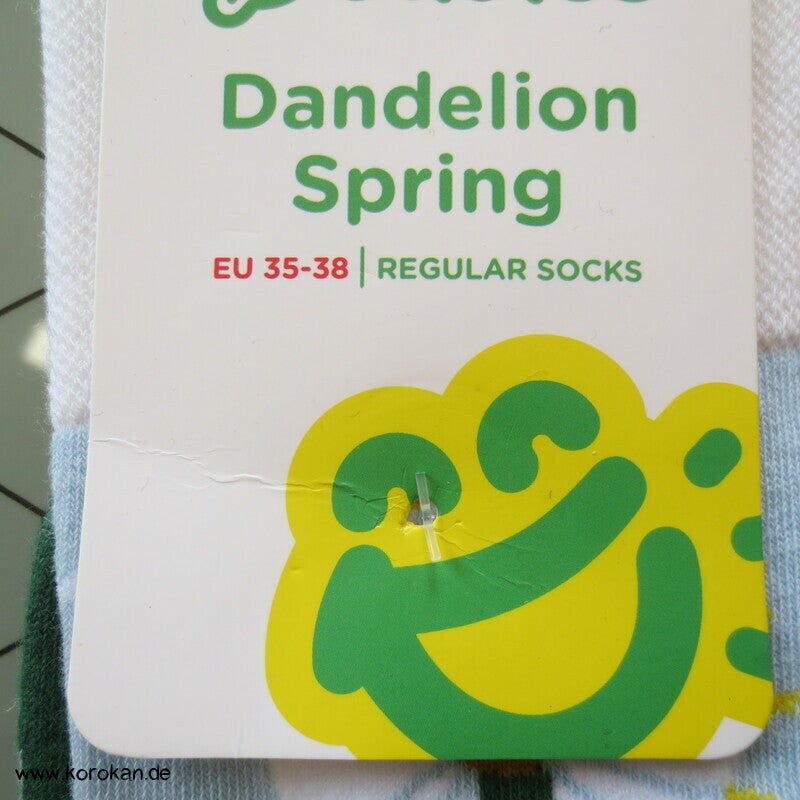 Dandelion
Spring
EU 35-38 | REGULAR SOCKS
www.korokan.de